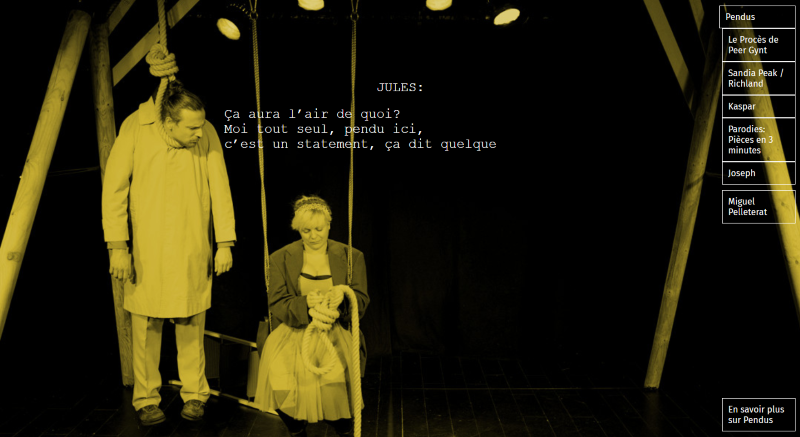 JULES:
Ça aura l'air de quoi?
Moi tout seul, pendu ici,
c'est un statement, ça dit quelque
Pendus
Le Procès de
Peer Gynt
Sandia Peak /
Richland
Kaspar
Parodies:
Pièces en 3
minutes
Joseph
Miguel
Pelleterat
En savoir plus
sur Pendus